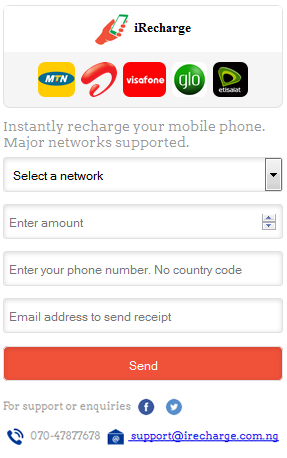 iRecharge
MTN
visafone
glo
etisalat
Instantly recharge your mobile phone.
Major networks supported.
Select a network
Enter amount
Enter your phone number. No country code
Email address to send receipt
Send
For support or enquiries
070-47877678 support@irecharge.com.ng